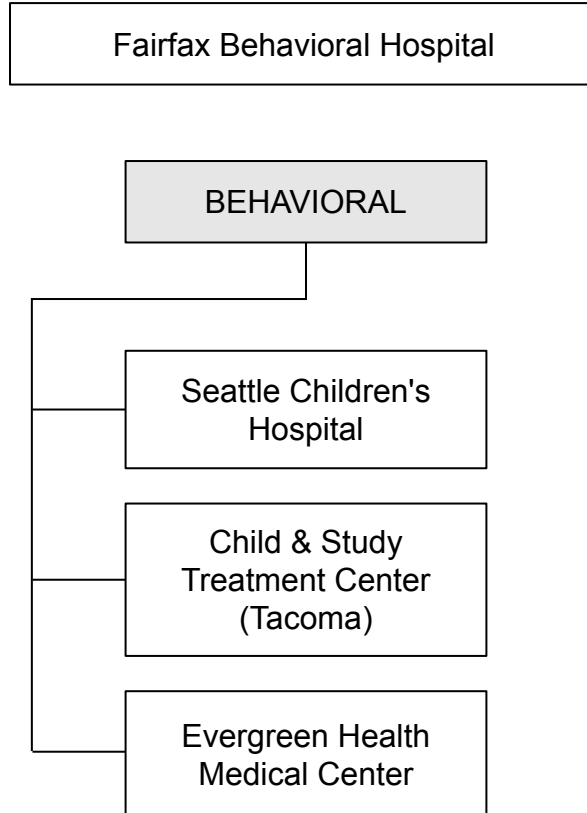 Fairfax Behavioral Hospital
BEHAVIORAL
Seattle Children's
Hospital
Child & Study
Treatment Center
(Tacoma)
Evergreen Health
Medical Center